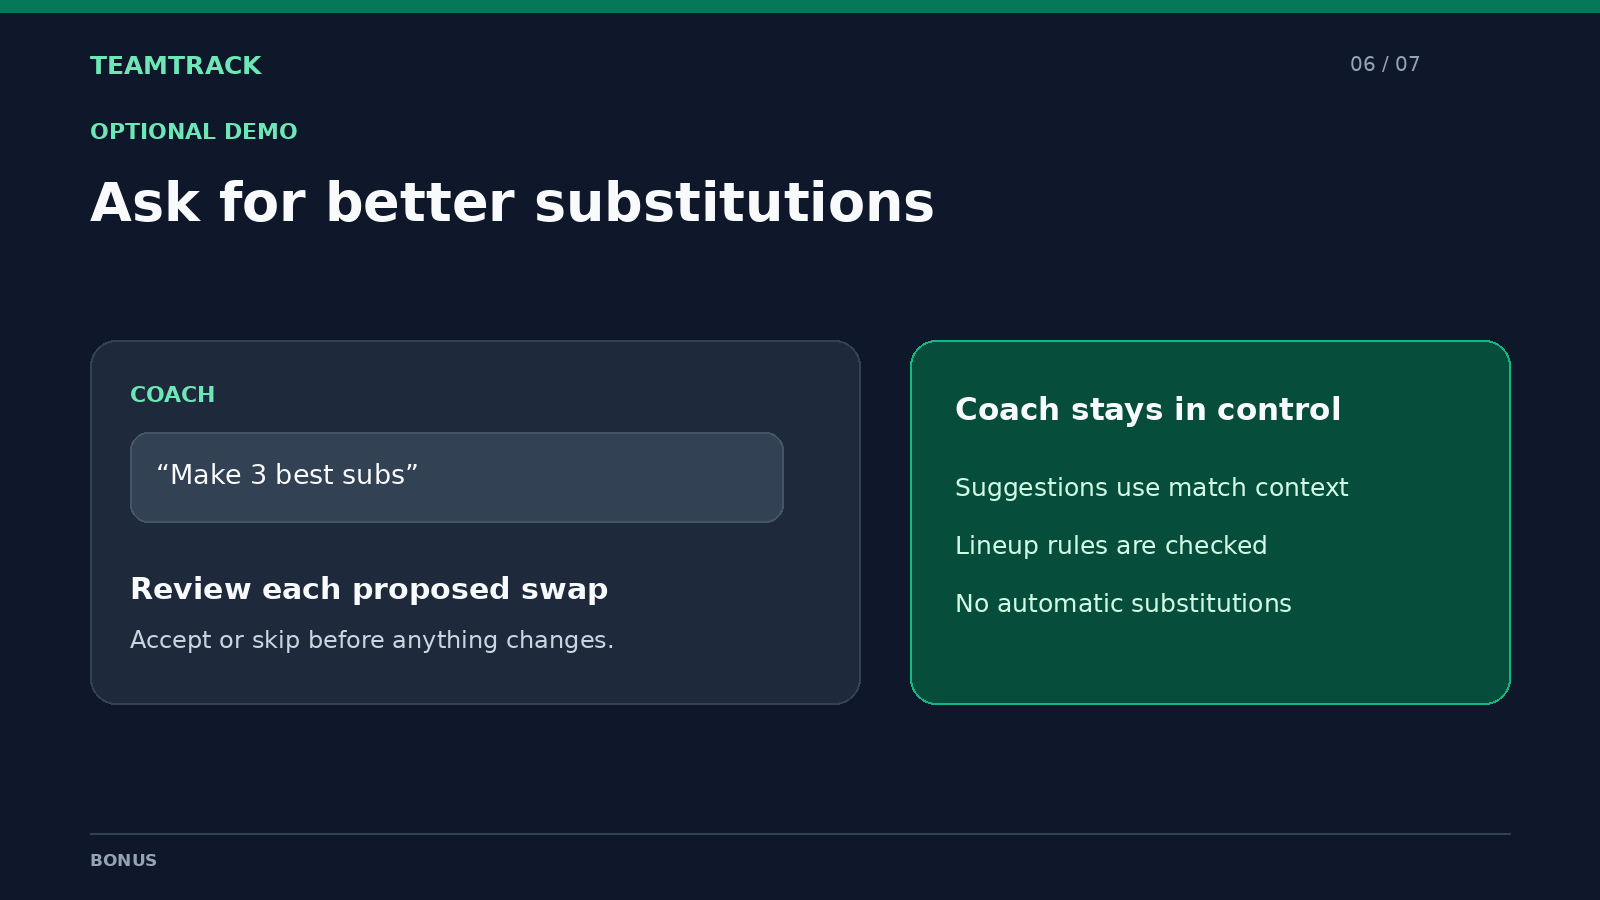 TEAMTRACK
06 / 07
OPTIONAL DEMO
Ask for better substitutions
COACH
“Make 3 best subs”
Review each proposed swap
Accept or skip before anything changes.
Coach stays in control
Suggestions use match context
Lineup rules are checked
No automatic substitutions
BONUS